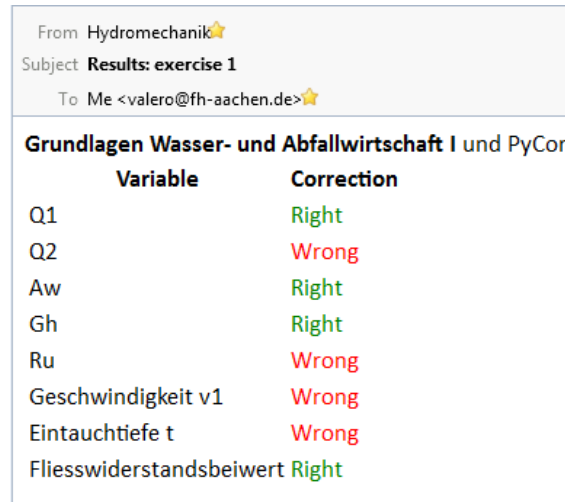 From Hydromechanik
Subject Results: exercise 1
To Me <valero@fh-aachen.de>
Grundlagen Wasser- und Abfallwirtschaft I und PyCor
Variable Correction
Q1 Right
Q2 Wrong
Aw Right
Gh Right
Ru Wrong
Geschwindigkeit v1 Wrong
Eintauchtiefe t Wrong
Fliesswiderstandsbeiwert Right